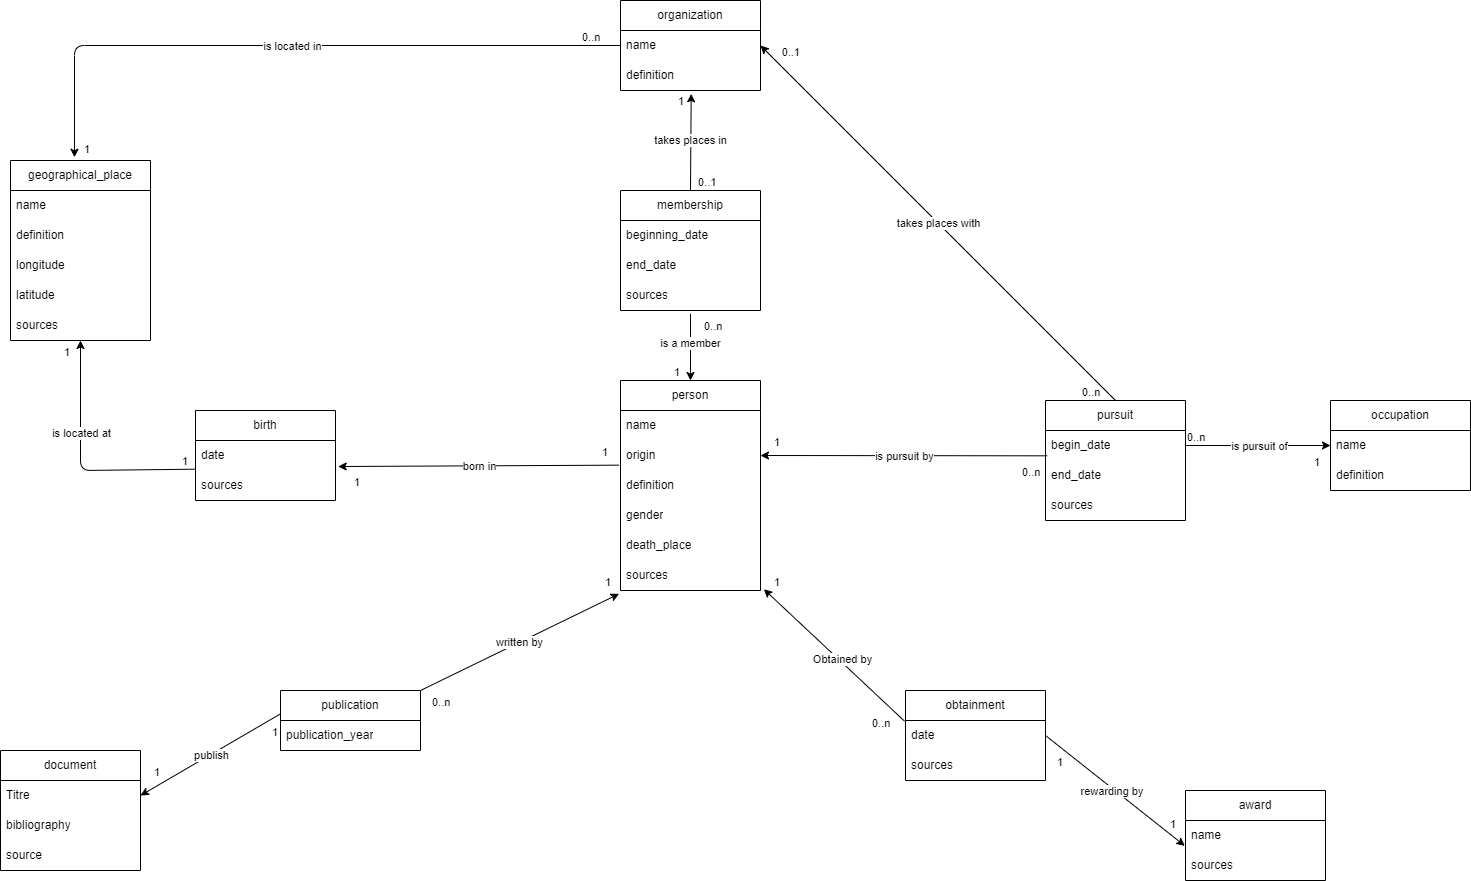 organization
name
definition
0..n
is located in
1
0..1
1
takes places in
0..1
geographical_place
name
definition
longitude
latitude
sources
1
membership
beginning_date
end_date
sources
takes places with
0..n
is a member
1
person
name
origin
definition
gender
death_place
sources
birth
date
sources
is located at
1
1
born in
1
1
is pursuit by
0..n
0..n
pursuit
begin_date
end_date
sources
0..n
is pursuit of
1
occupation
name
definition
1
written by
0..n
publication
publication_year
1
publish
1
document
Titre
bibliography
source
1
Obtained by
0..n
obtainment
date
sources
1
rewarding by
1
award
name
sources